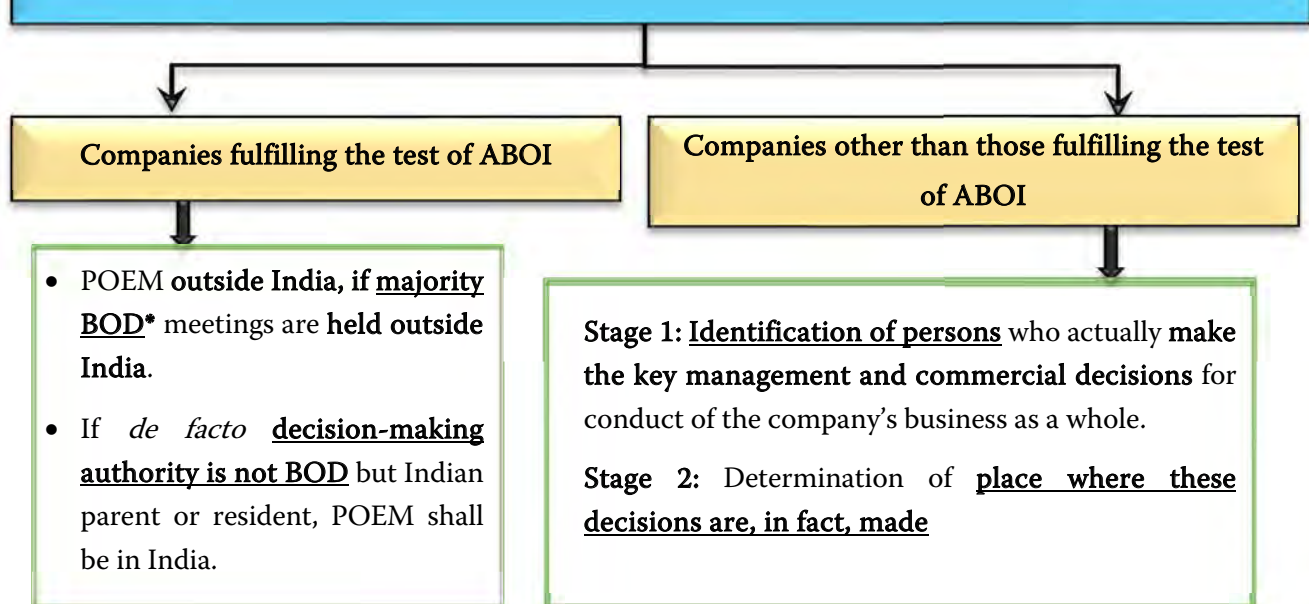 Companies fulfilling the test of ABOI
Companies other than those fulfilling the test
of ABOI
• POEM outside India, if majority
BOD* meetings are held outside
India.
• If de facto decision-making
authority is not BOD but Indian
parent or resident, POEM shall
be in India.
Stage 1: Identification of persons who actually make
the key management and commercial decisions for
conduct of the company's business as a whole.
Stage 2: Determination of place where these
decisions are, in fact, made